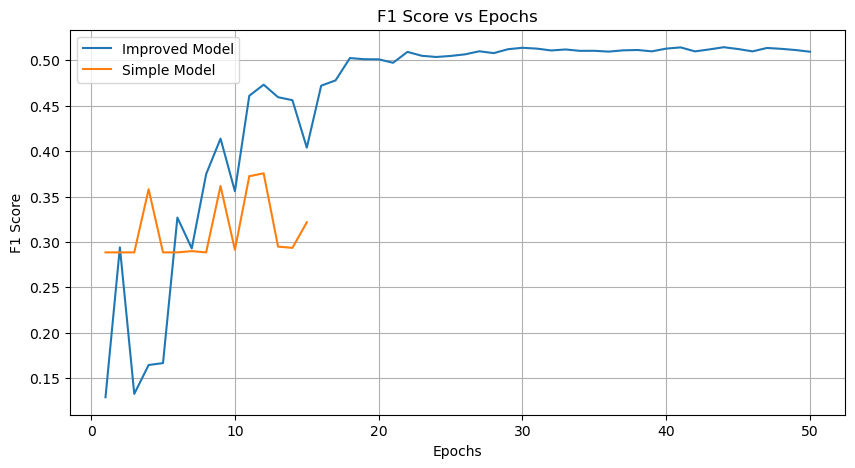 F1 Score vs Epochs
Improved Model
Simple Model
F1 Score
0.50
0.45
0.40
0.35
0.30
0.25
0.20
0.15
0 10 20 30 40 50
Epochs